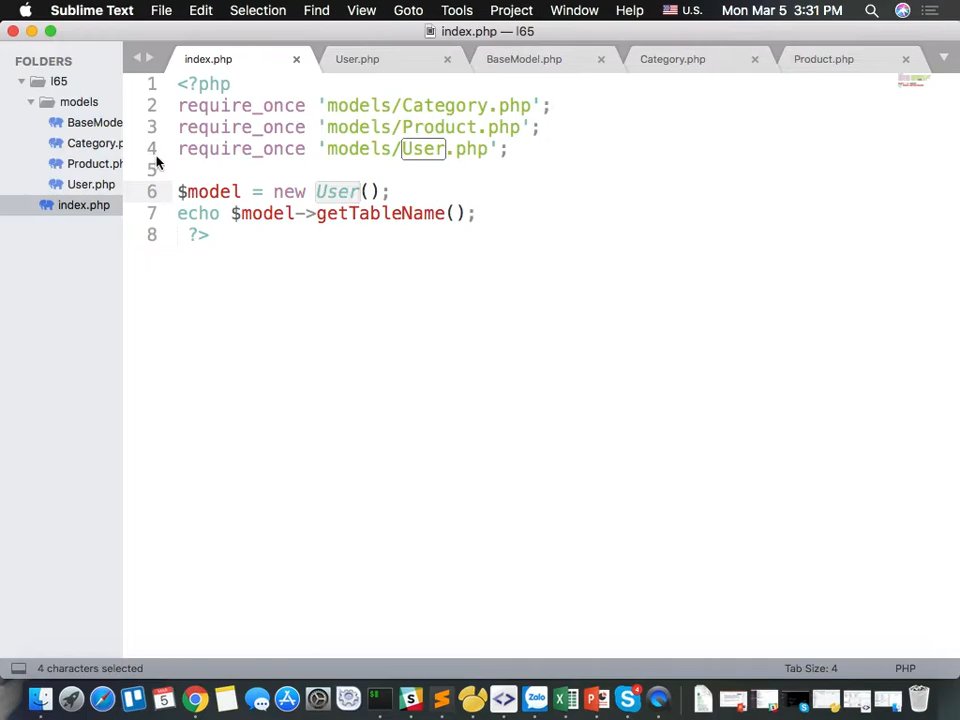 Sublime Text File Edit Selection Find View Goto Tools Project Window Help U.S. Mon Mar 5 3:31 PM
index.php — l65
FOLDERS
l65
models
BaseMode
Category.p
Product.ph
User.php
index.php
index.php User.php BaseModel.php Category.php Product.php
1 <?php
2 require_once 'models/Category.php';
3 require_once 'models/Product.php';
4 require_once 'models/User.php';
5
6 $model = new User();
7 echo $model->getTableName();
8 ?>
4 characters selected Tab Size: 4 PHP
5 Zalo 4